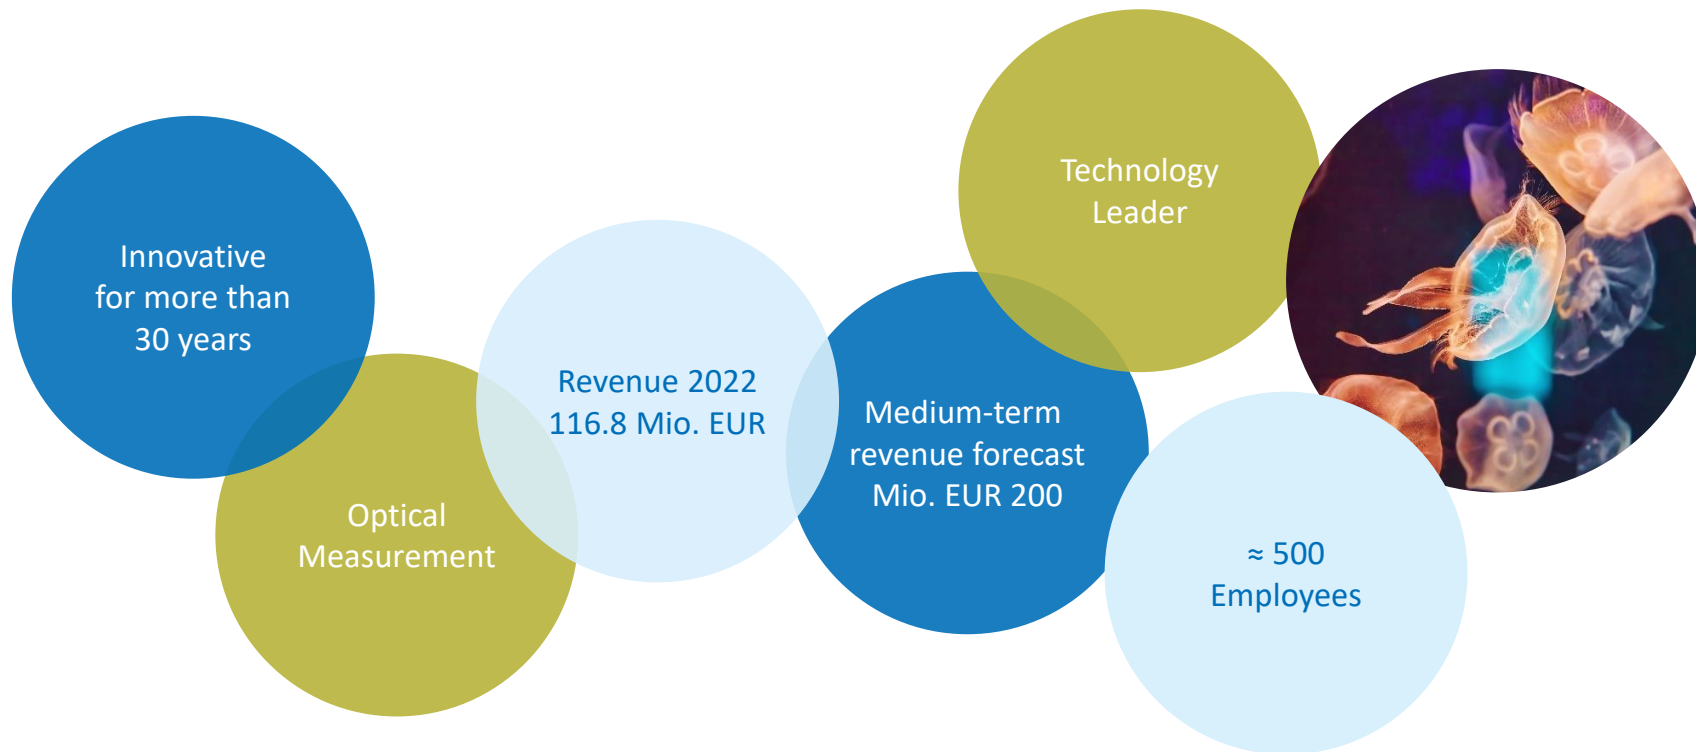 Innovative
for more than
30 years
Optical
Measurement
Revenue 2022
116.8 Mio. EUR
Medium-term
revenue forecast
Mio. EUR 200
Technology
Leader
≈ 500
Employees